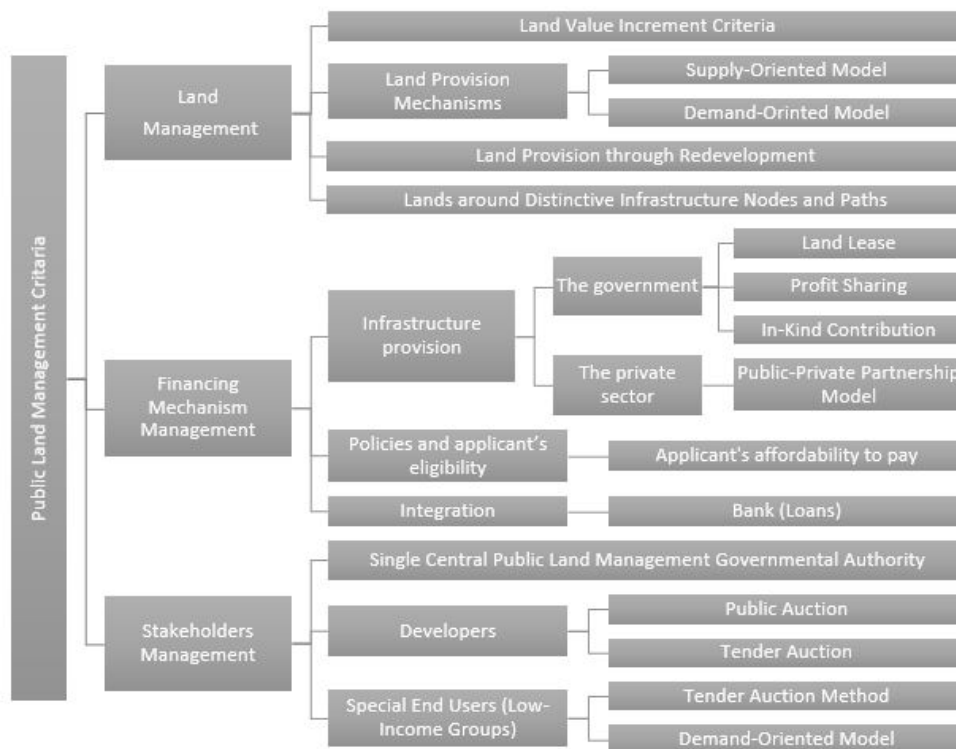 Public Land Management Critaria
Land
Management
Land Value Increment Criteria
Land Provision
Mechanisms
Supply-Oriented Model
Demand-Orinted Model
Land Provision through Redevelopment
Lands around Distinctive Infrastructure Nodes and Paths
Financing
Mechanism
Management
Infrastructure
provision
The government
Land Lease
Profit Sharing
In-Kind Contribution
The private
sector
Public-Private Partnership
Model
Policies and applicant’s
eligibility
Applicant's affordability to pay
Integration
Bank (Loans)
Stakeholders
Management
Single Central Public Land Management Governmental Authority
Developers
Public Auction
Tender Auction
Special End Users (Low-
Income Groups)
Tender Auction Method
Demand-Oriented Model